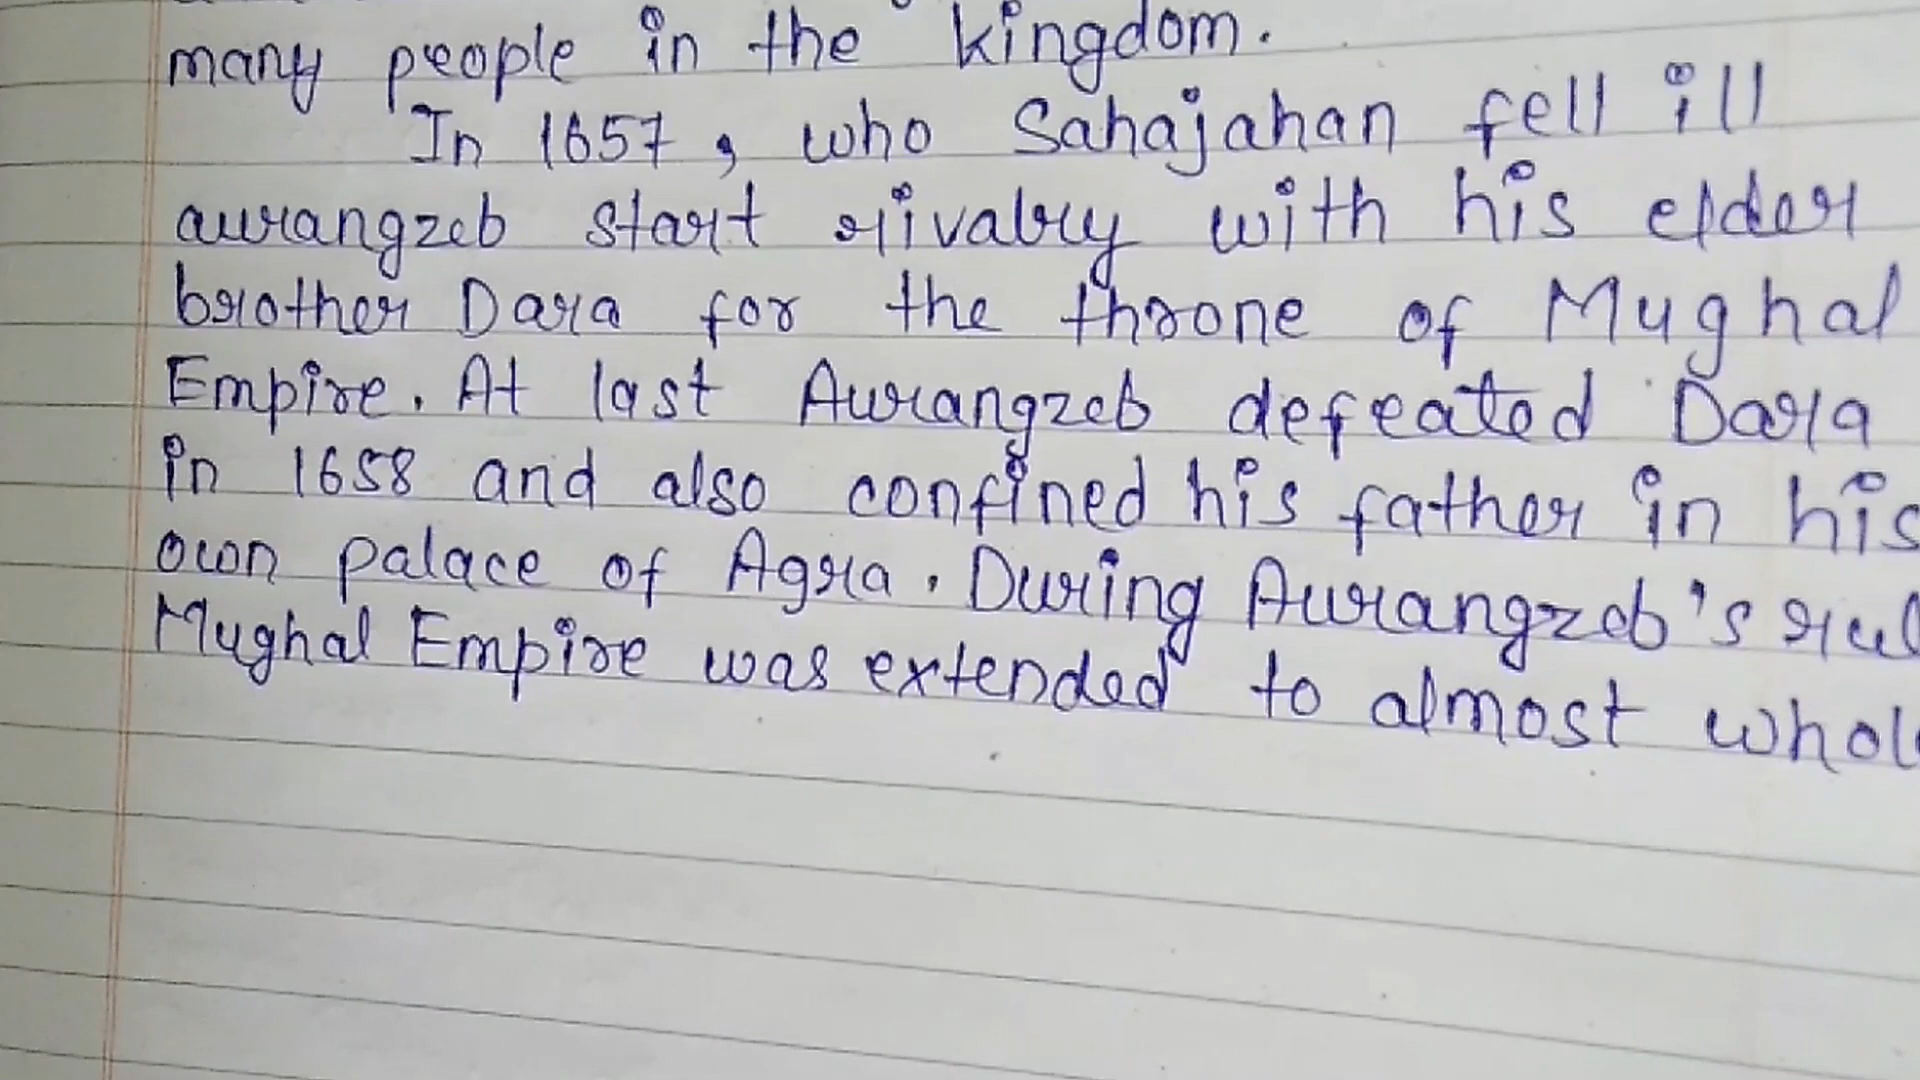 many people in the kingdom.
In 1657, who Sahajahan fell ill
aurangzeb start rivalry with his elder
brother Dara for the throne of Mughal
Empire. At last Aurangzeb defeated Dara
in 1658 and also confined his father in his
own palace of Agra. During Aurangzeb's rul
Mughal Empire was extended to almost whole